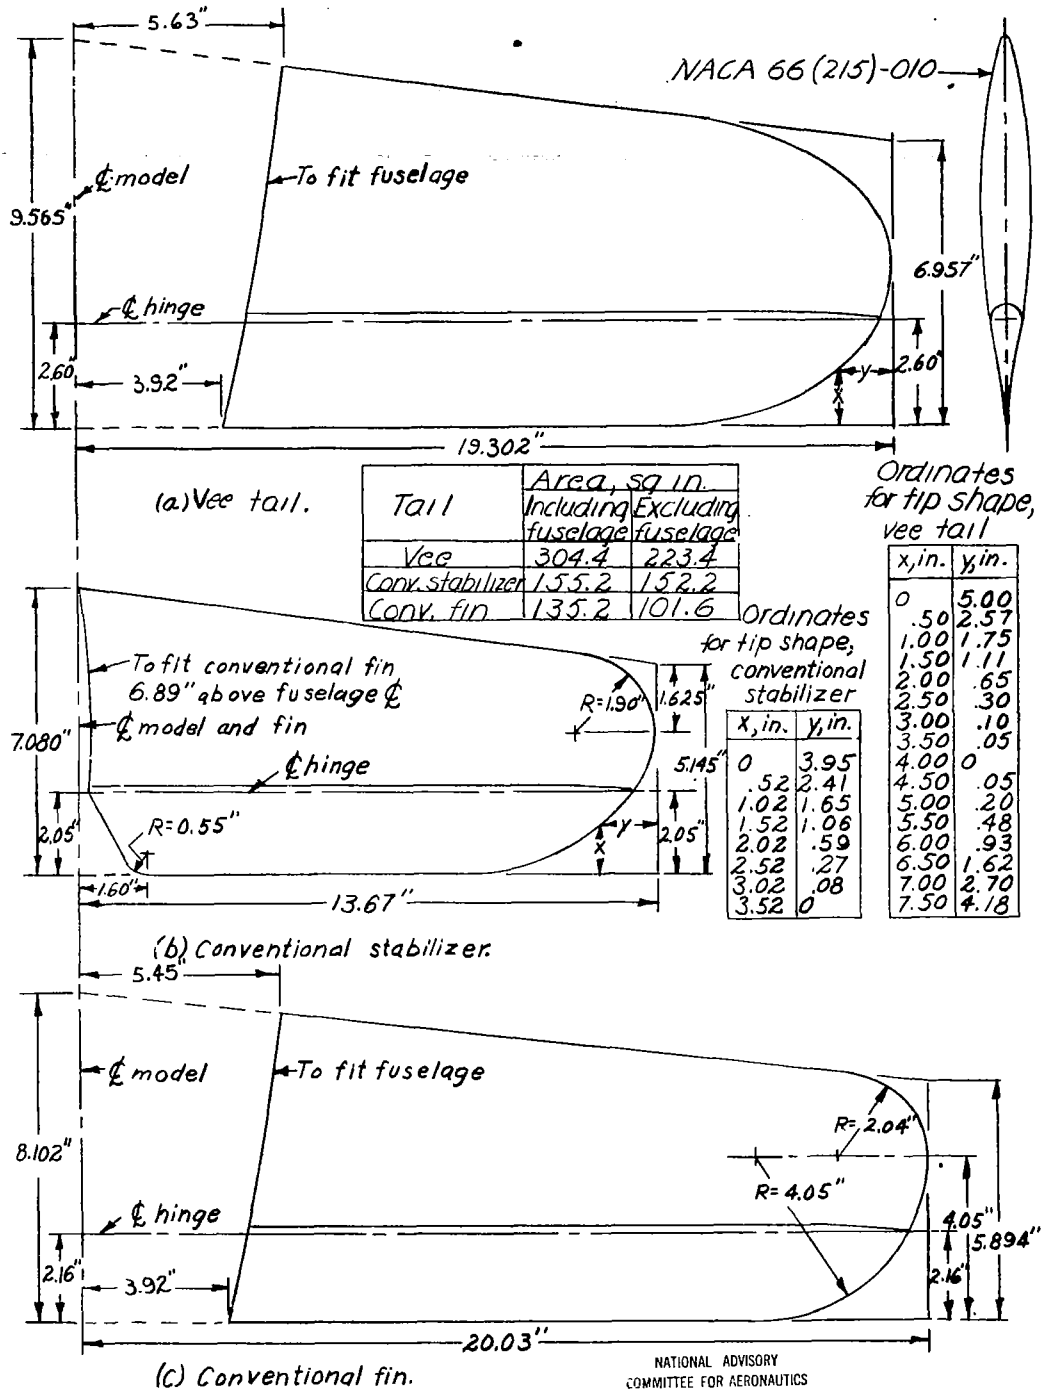 5.63"
NACA 66(215)-010
℄ model
To fit fuselage
9.565"
6.957"
℄ hinge
2.60"
3.92"
y
2.60"
x
19.302"
(a) Vee tail.
Tail
Area, sq in.
Including fuselage
Excluding fuselage
Vee 304.4 223.4
Conv. stabilizer 155.2 152.2
Conv. fin 135.2 101.6
Ordinates
for tip shape,
vee tail
x, in. y, in.
0 5.00
.50 2.57
1.00 1.75
1.50 1.11
2.00 .65
2.50 .30
3.00 .10
3.50 .05
4.00 0
4.50 .05
5.00 .20
5.50 .48
6.00 .93
6.50 1.62
7.00 2.70
7.50 4.18
Ordinates
for tip shape,
conventional
stabilizer
x, in. y, in.
0 3.95
.52 2.41
1.02 1.65
1.52 1.06
2.02 .59
2.52 .27
3.02 .08
3.52 0
To fit conventional fin
6.89" above fuselage ℄
℄ model and fin
R=1.90"
1.625"
7.080"
5.145"
℄ hinge
2.05"
R=0.55"
y
x
2.05"
1.60"
13.67"
(b) Conventional stabilizer.
5.45"
℄ model
To fit fuselage
8.102"
R= 2.04"
R= 4.05"
℄ hinge
4.05"
5.894"
2.16"
3.92"
2.16"
20.03"
(c) Conventional fin.
NATIONAL ADVISORY
COMMITTEE FOR AERONAUTICS